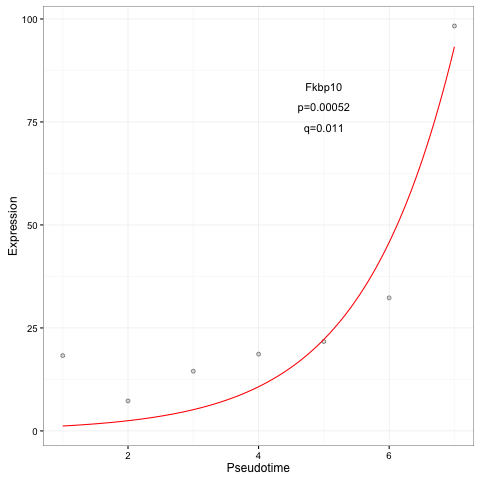 100
75
50
25
0
Expression
Fkbp10
p=0.00052
q=0.011
2 4 6
Pseudotime